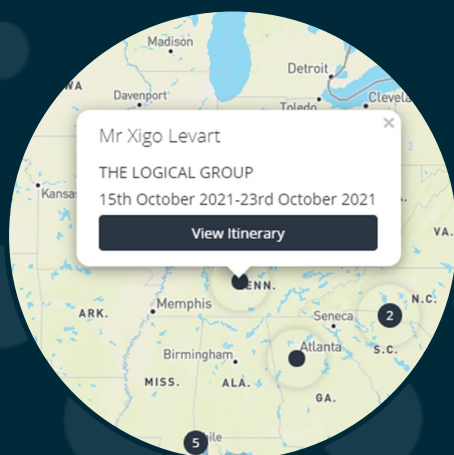 Madison
Detroit
WA
Davenport
Toledo
Clevela
×
Mr Xigo Levart
THE LOGICAL GROUP
Kansa
15th October 2021-23rd October 2021
View Itinerary
VA.
ENN.
Memphis
N.C.
ARK.
Seneca
2
Atlanta
S.C.
Birmingham
MISS.
ALA.
GA.
5
ile